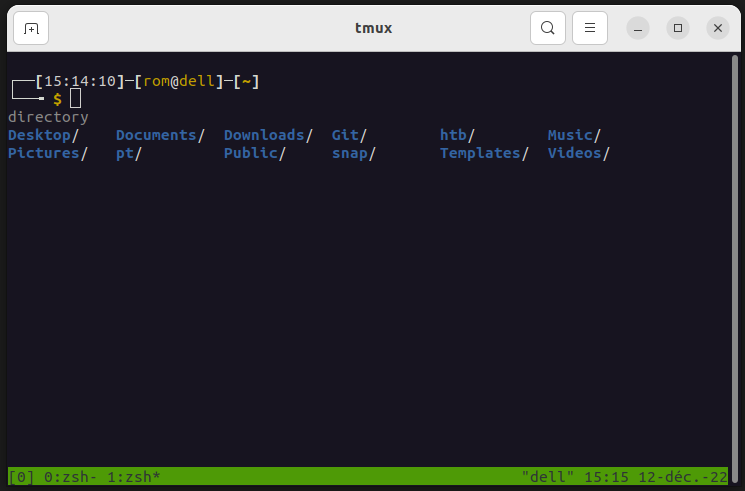 tmux
[15:14:10]─[rom@dell]─[~]
$
directory
Desktop/ Documents/ Downloads/ Git/ htb/ Music/
Pictures/ pt/ Public/ snap/ Templates/ Videos/
[0] 0:zsh- 1:zsh* "dell" 15:15 12-déc.-22